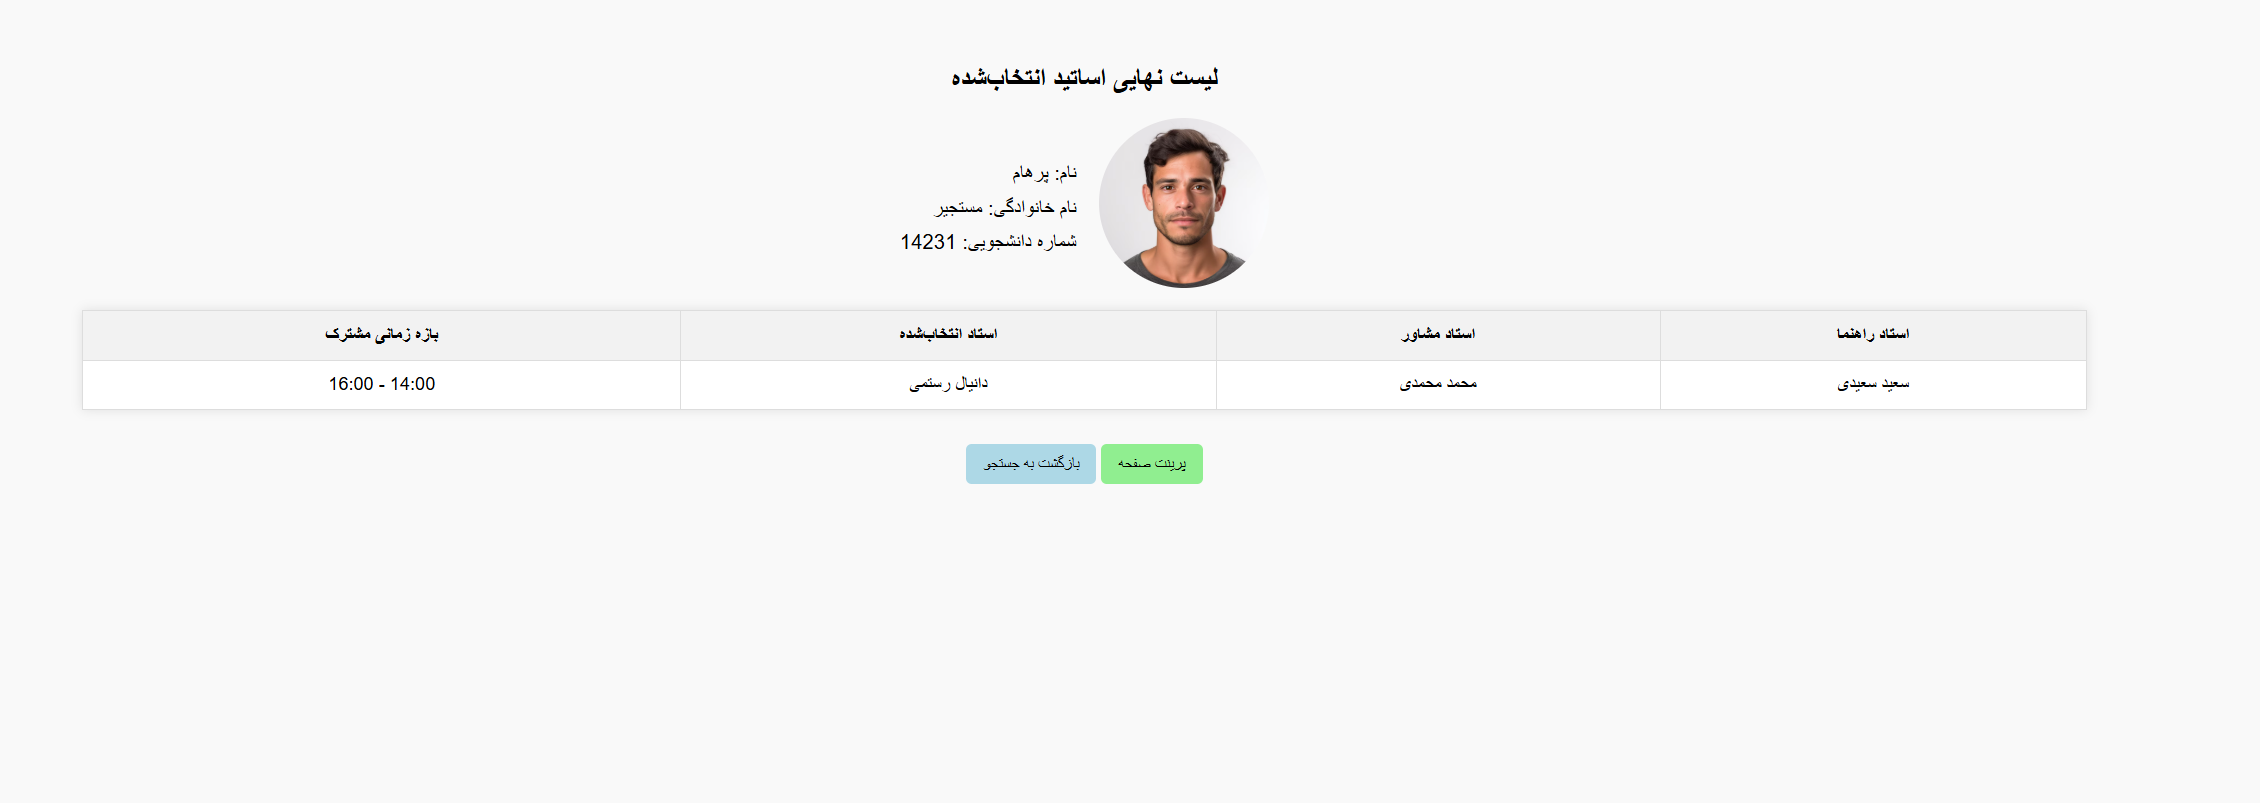 لیست نهایی اساتید انتخاب‌شده
نام: پرهام
نام خانوادگی: مستجیر
شماره دانشجویی: 14231
استاد راهنما استاد مشاور استاد انتخاب‌شده بازه زمانی مشترک
سعید سعیدی محمد محمدی دانیال رستمی 14:00 - 16:00
پرینت صفحه بازگشت به جستجو